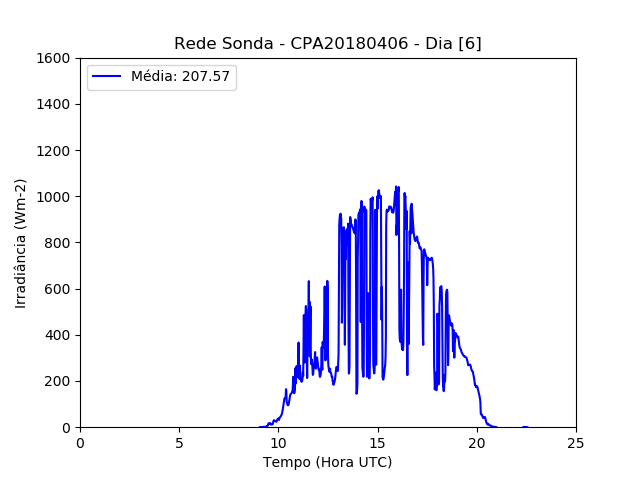 Rede Sonda - CPA20180406 - Dia [6]
Média: 207.57
Irradiância (Wm-2)
1600
1400
1200
1000
800
600
400
200
0
0 5 10 15 20 25
Tempo (Hora UTC)